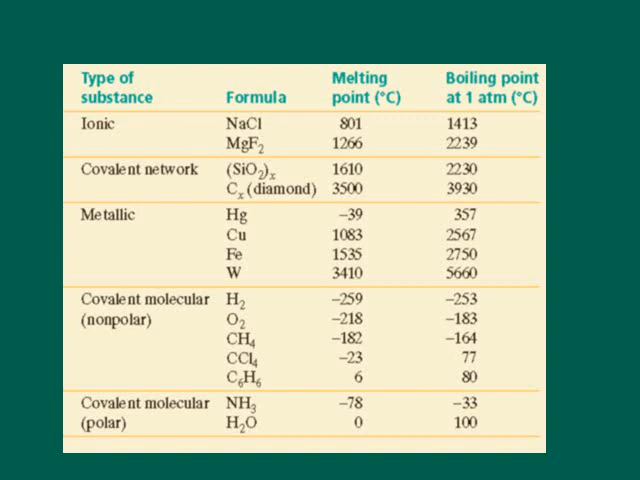 Type of substance Formula Melting point (°C) Boiling point at 1 atm (°C)
Ionic NaCl 801 1413
MgF₂ 1266 2239
Covalent network (SiO₂)ₓ 1610 2230
Cₓ (diamond) 3500 3930
Metallic Hg –39 357
Cu 1083 2567
Fe 1535 2750
W 3410 5660
Covalent molecular H₂ –259 –253
(nonpolar) O₂ –218 –183
CH₄ –182 –164
CCl₄ –23 77
C₆H₆ 6 80
Covalent molecular NH₃ –78 –33
(polar) H₂O 0 100